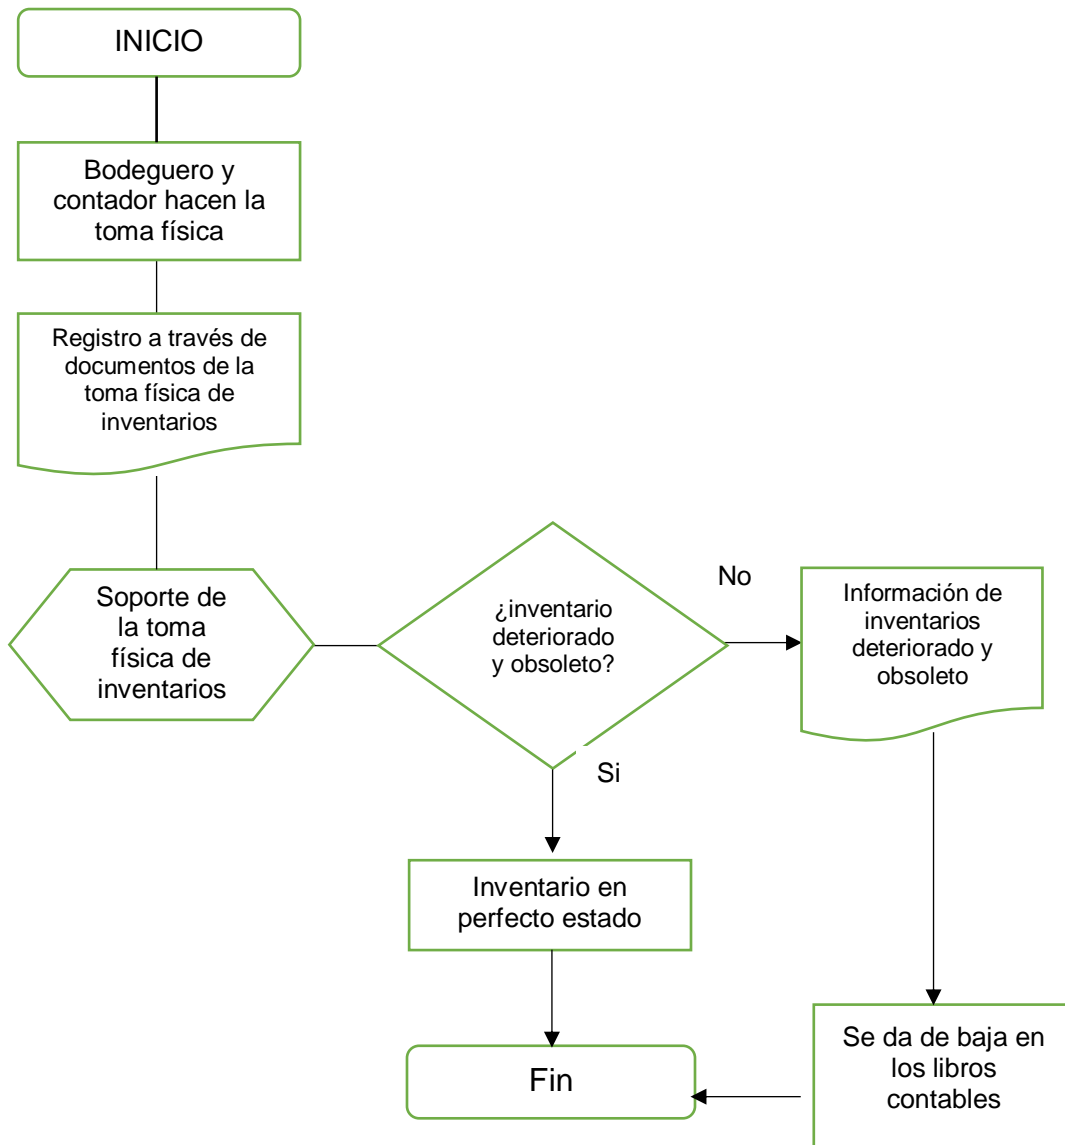 INICIO
Bodeguero y
contador hacen la
toma física
Registro a través de
documentos de la
toma física de
inventarios
Soporte de
la toma
física de
inventarios
¿inventario
deteriorado
y obsoleto?
No
Información de
inventarios
deteriorado y
obsoleto
Si
Inventario en
perfecto estado
Se da de baja en
los libros
contables
Fin